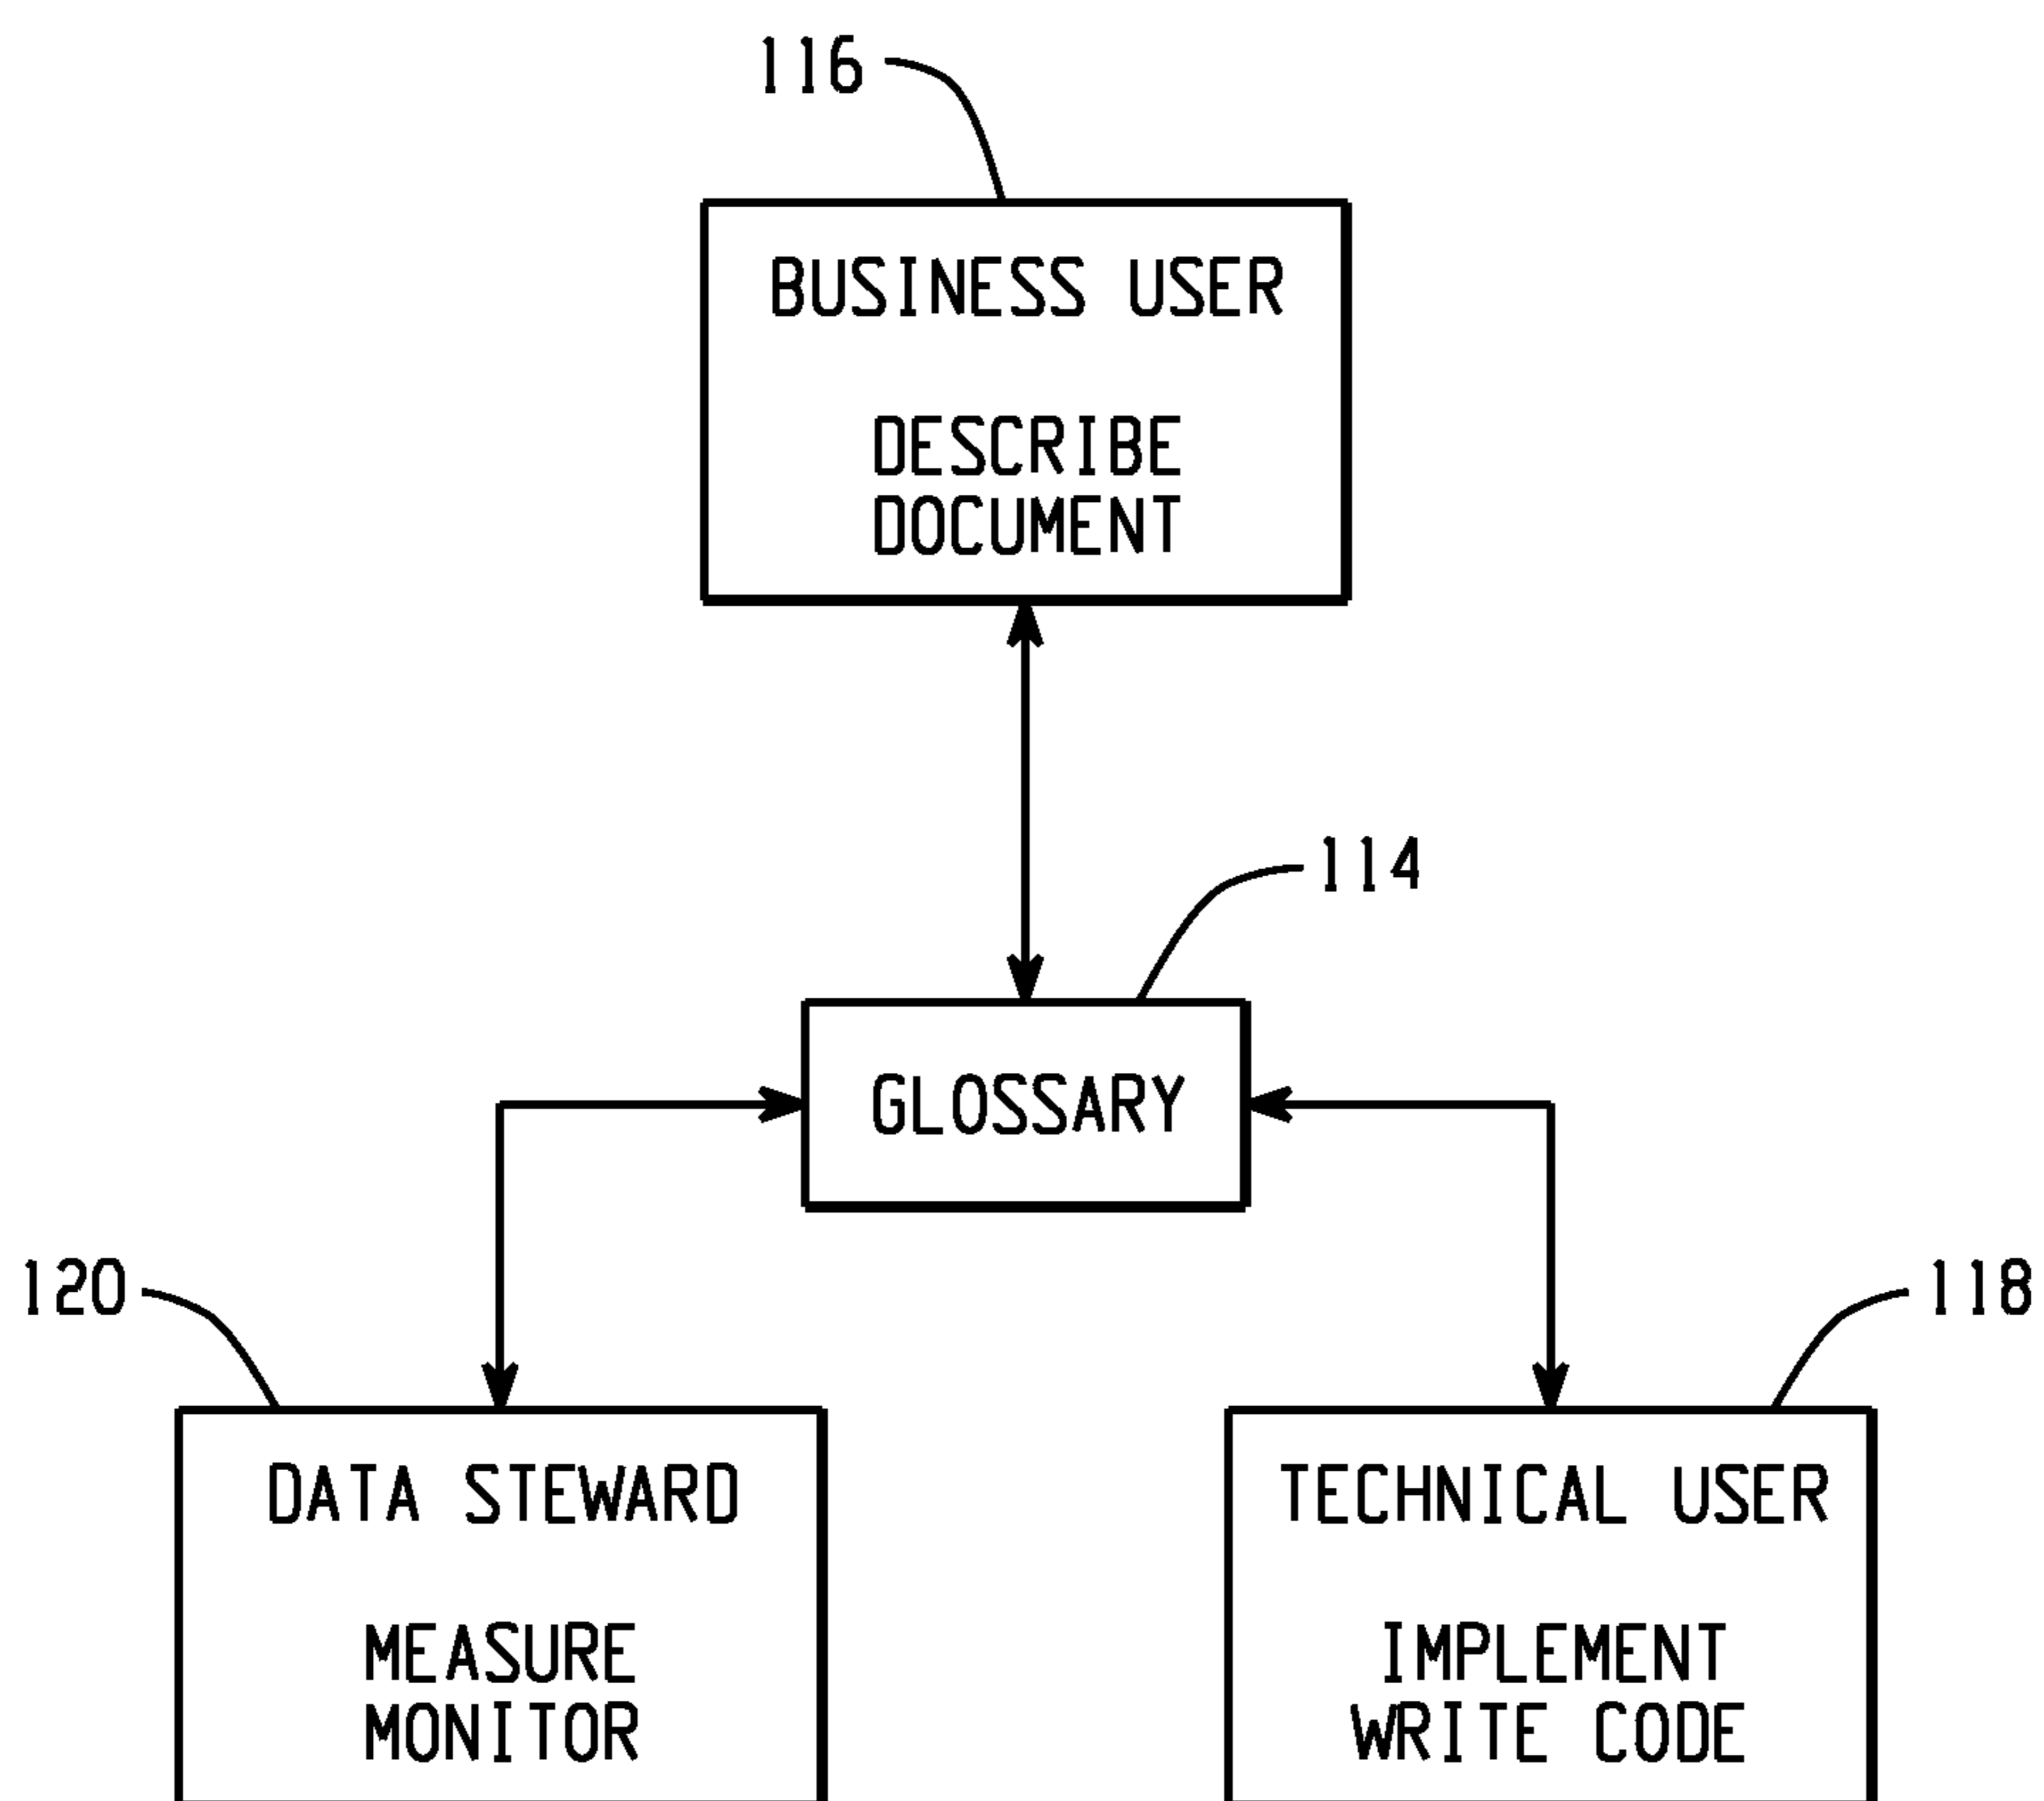 116
BUSINESS USER
DESCRIBE
DOCUMENT
114
GLOSSARY
120
118
DATA STEWARD
MEASURE
MONITOR
TECHNICAL USER
IMPLEMENT
WRITE CODE